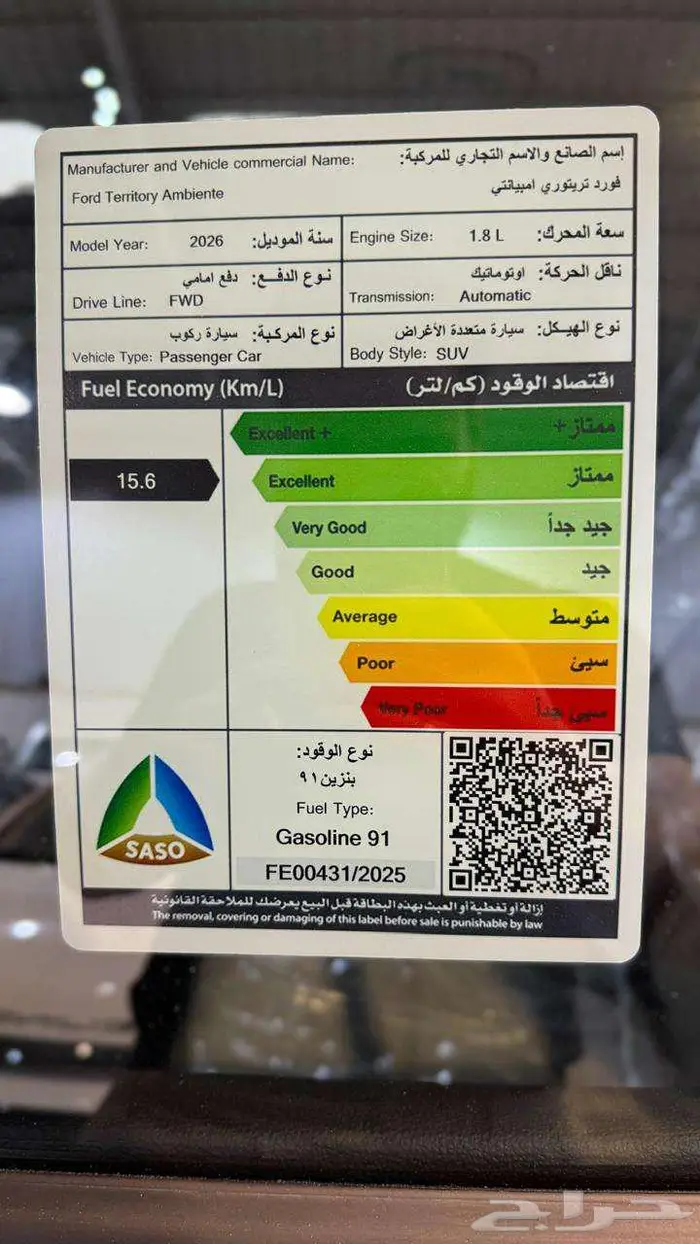 Manufacturer and Vehicle commercial Name: إسم الصانع والاسم التجاري للمركبة:
Ford Territory Ambiente فورد تريتوري امبيانتي
Model Year: 2026 سنة الموديل:
Engine Size: 1.8 L سعة المحرك:
نوع الدفـع: دفع امامي
Drive Line: FWD
ناقل الحركة: اوتوماتيك
Transmission: Automatic
نوع المركبة: سيارة ركوب
Vehicle Type: Passenger Car
نوع الهيكل: سيارة متعددة الأغراض
Body Style: SUV
Fuel Economy (Km/L) اقتصاد الوقود (كم/لتر)
Excellent + ممتاز +
15.6
Excellent ممتاز
Very Good جيد جداً
Good جيد
Average متوسط
Poor سيئ
Very Poor سيئ جداً
SASO
نوع الوقود:
بنزين ٩١
Fuel Type:
Gasoline 91
FE00431/2025
إزالة أو تغطية أو العبث بهذه البطاقة قبل البيع يعرضك للملاحقة القانونية
The removal, covering or damaging of this label before sale is punishable by law
حراج